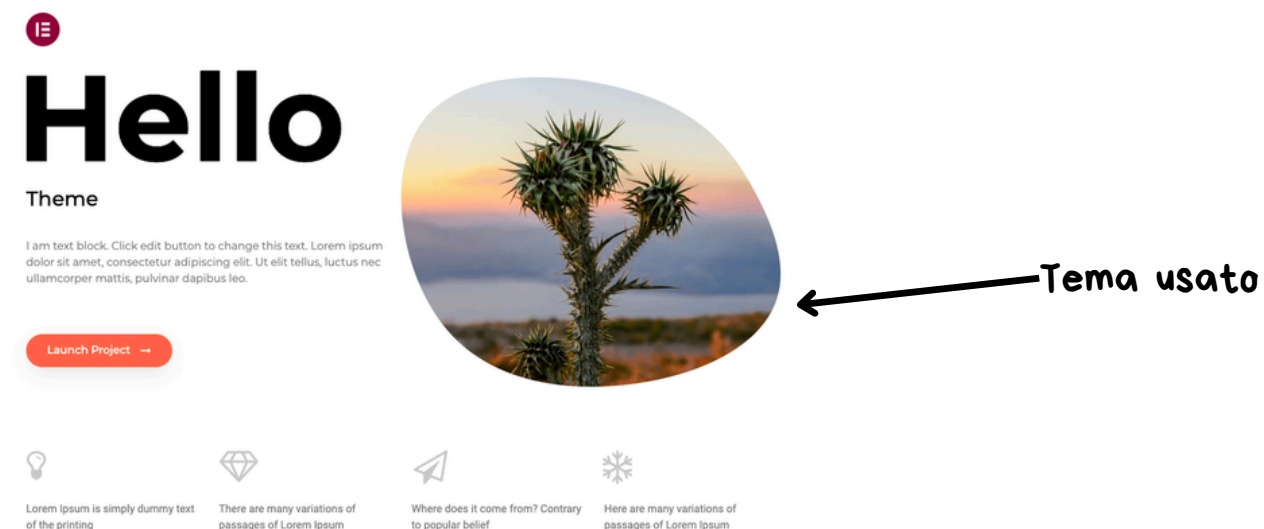 Hello
Theme
I am text block. Click edit button to change this text. Lorem ipsum
dolor sit amet, consectetur adipiscing elit. Ut elit tellus, luctus nec
ullamcorper mattis, pulvinar dapibus leo.
Launch Project →
Tema usato
Lorem Ipsum is simply dummy text
of the printing
There are many variations of
passages of Lorem Ipsum
Where does it come from? Contrary
to popular belief
Here are many variations of
passages of Lorem Ipsum